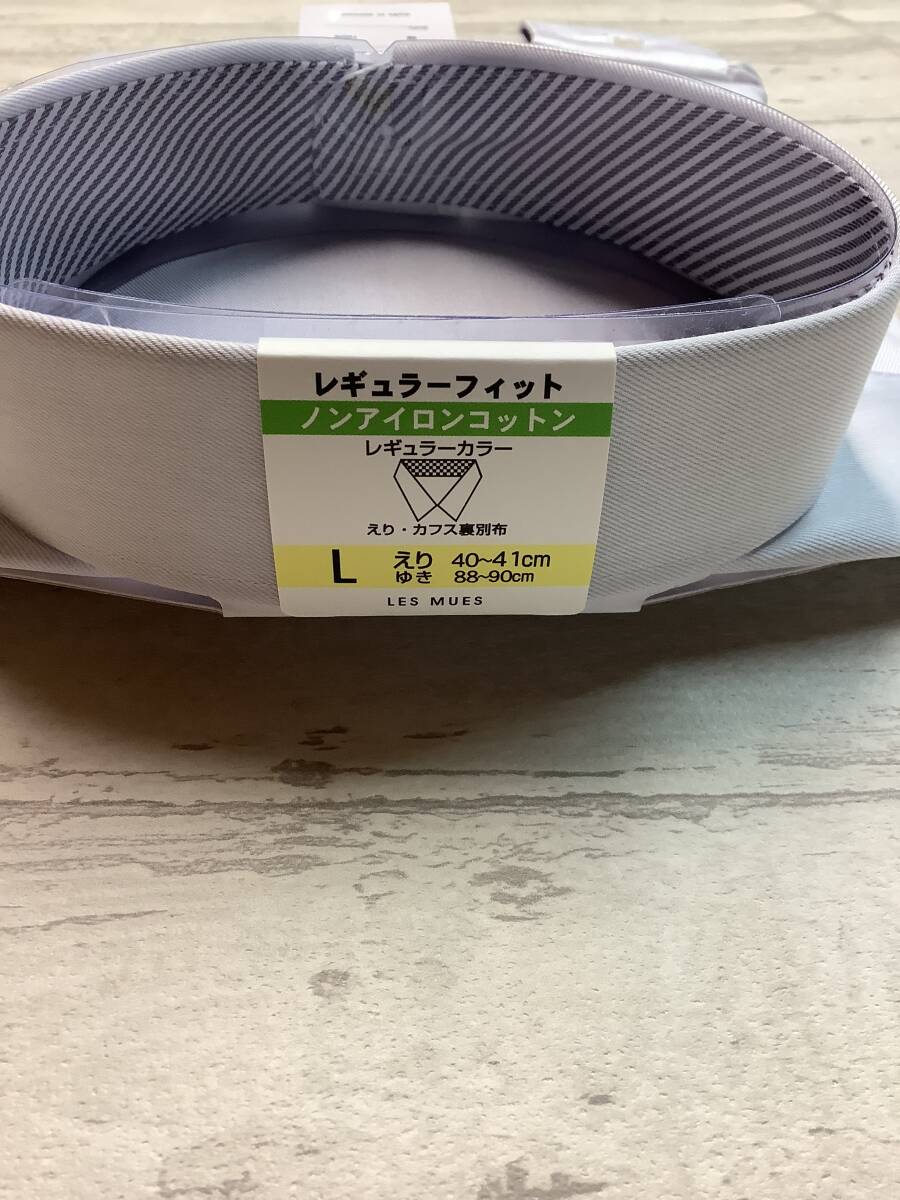 レギュラーフィット
ノンアイロンコットン
レギュラーカラー
えり・カフス裏別布
L えり 40~41cm
ゆき 88~90cm
LES MUES